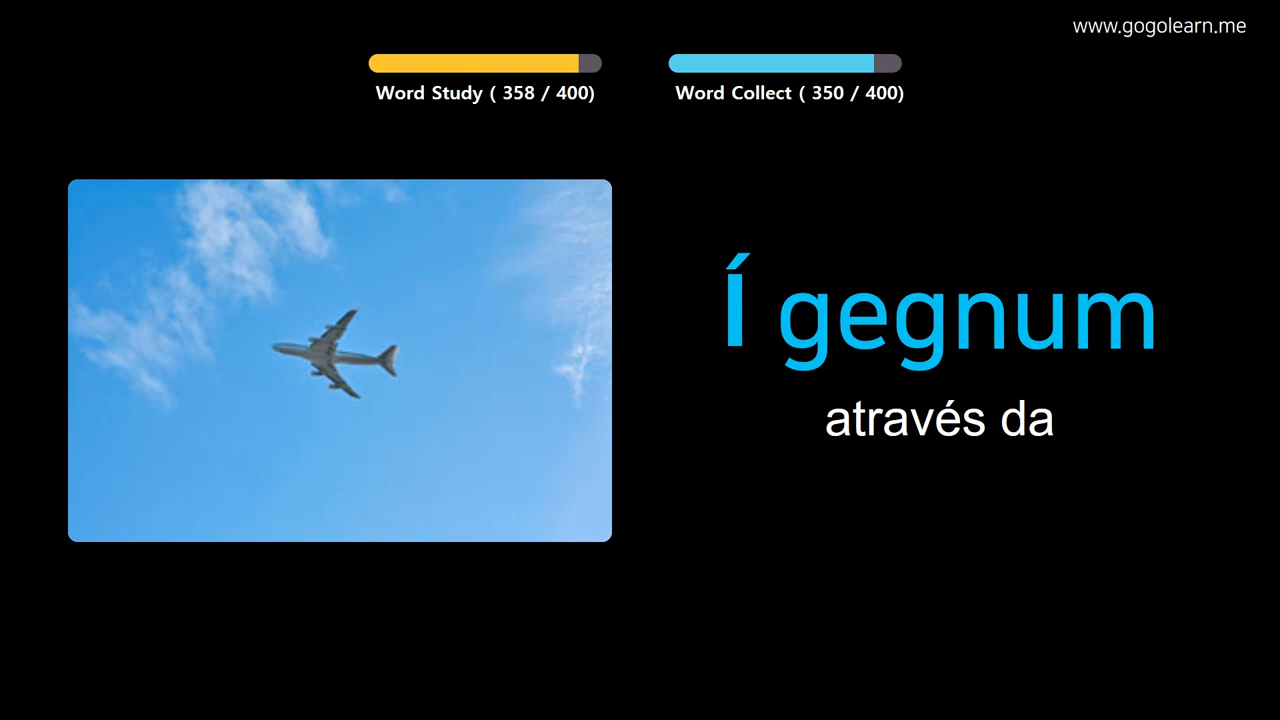 www.gogolearn.me
Word Study ( 358 / 400)
Word Collect ( 350 / 400)
Í gegnum
através da